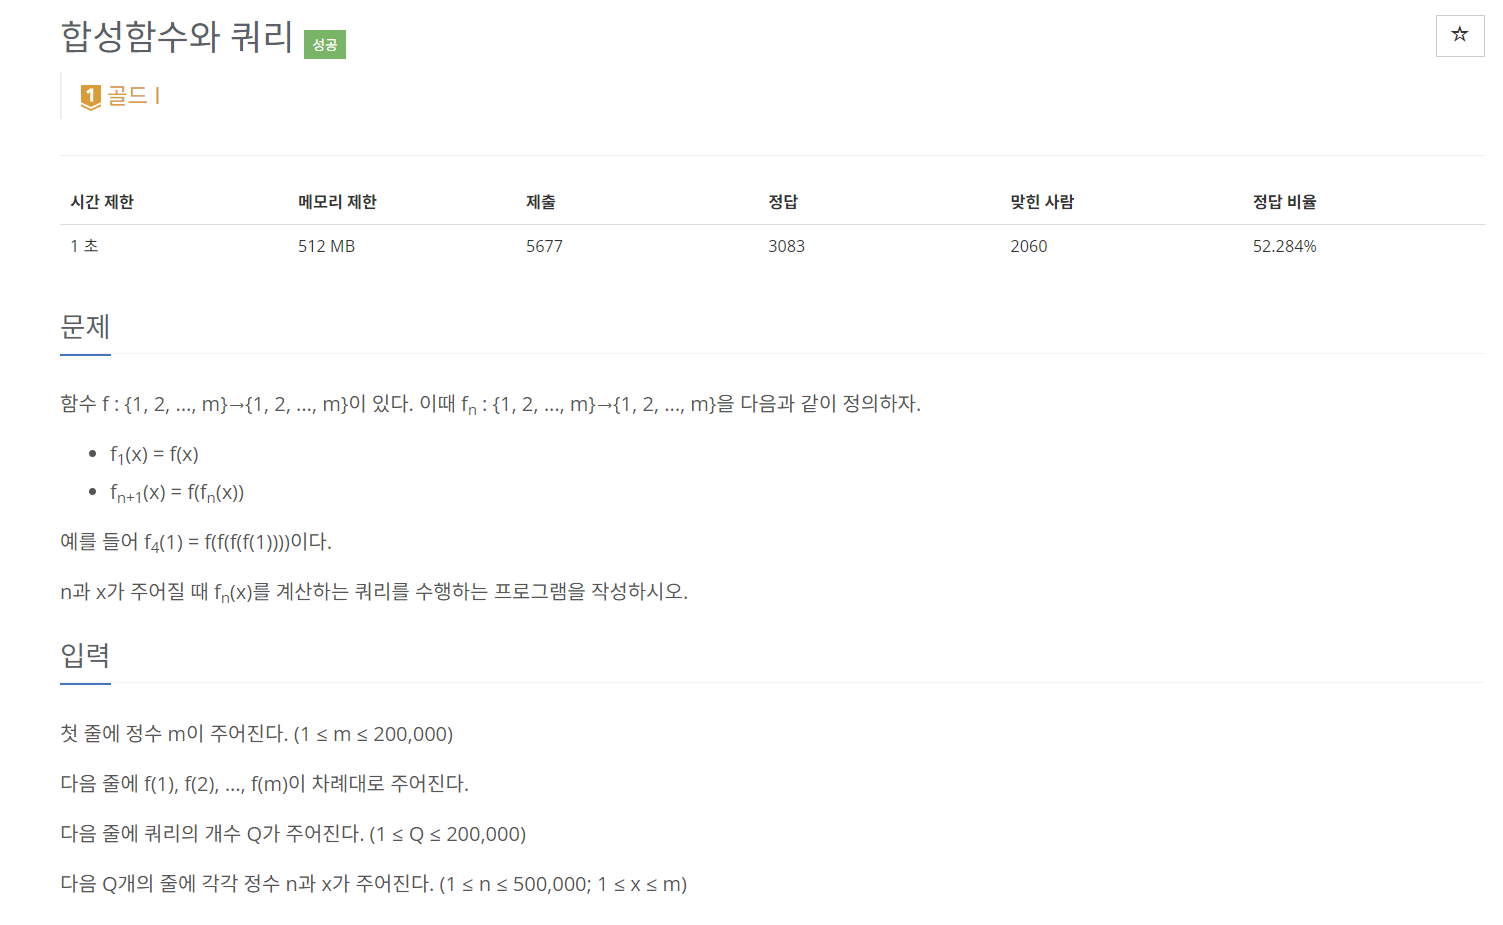 합성함수와 쿼리 성공
☆
1 골드 I
시간 제한 메모리 제한 제출 정답 맞힌 사람 정답 비율
1 초 512 MB 5677 3083 2060 52.284%
문제
함수 f : {1, 2, ..., m}→{1, 2, ..., m}이 있다. 이때 fn : {1, 2, ..., m}→{1, 2, ..., m}을 다음과 같이 정의하자.
• f1(x) = f(x)
• fn+1(x) = f(fn(x))
예를 들어 f4(1) = f(f(f(f(1))))이다.
n과 x가 주어질 때 fn(x)를 계산하는 쿼리를 수행하는 프로그램을 작성하시오.
입력
첫 줄에 정수 m이 주어진다. (1 ≤ m ≤ 200,000)
다음 줄에 f(1), f(2), ..., f(m)이 차례대로 주어진다.
다음 줄에 쿼리의 개수 Q가 주어진다. (1 ≤ Q ≤ 200,000)
다음 Q개의 줄에 각각 정수 n과 x가 주어진다. (1 ≤ n ≤ 500,000; 1 ≤ x ≤ m)